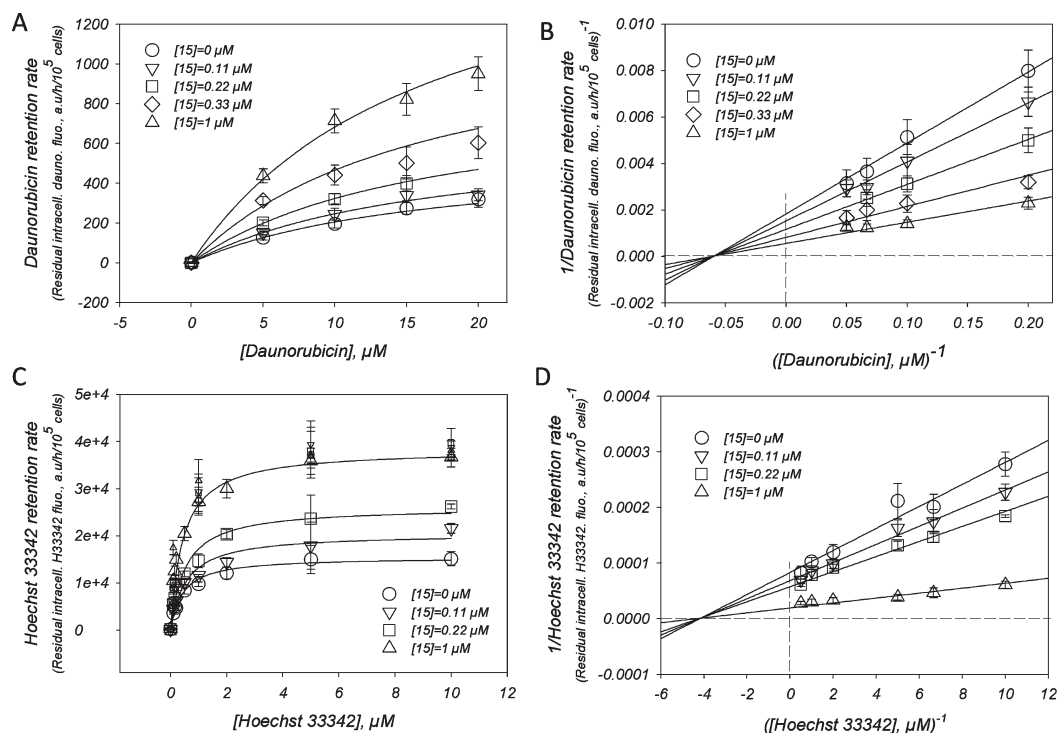 A
Daunorubicin retention rate
(Residual intracell. dauno. fluo., a.u/h/10^5 cells)
1200
1000
800
600
400
200
0
-200
[15]=0 µM
[15]=0.11 µM
[15]=0.22 µM
[15]=0.33 µM
[15]=1 µM
-5 0 5 10 15 20
[Daunorubicin], µM
B
1/Daunorubicin retention rate
(Residual intracell. dauno. fluo., a.u/h/10^5 cells)^-1
0.010
0.008
0.006
0.004
0.002
0.000
-0.002
[15]=0 µM
[15]=0.11 µM
[15]=0.22 µM
[15]=0.33 µM
[15]=1 µM
-0.10 -0.05 0.00 0.05 0.10 0.15 0.20
([Daunorubicin], µM)^-1
C
Hoechst 33342 retention rate
(Residual intracell. H33342 fluo., a.u/h/10^5 cells)
5e+4
4e+4
3e+4
2e+4
1e+4
0
[15]=0 µM
[15]=0.11 µM
[15]=0.22 µM
[15]=1 µM
0 2 4 6 8 10 12
[Hoechst 33342], µM
D
1/Hoechst 33342 retention rate
(Residual intracell. H33342. fluo., a.u/h/10^5 cells)^-1
0.0004
0.0003
0.0002
0.0001
0.0000
-0.0001
[15]=0 µM
[15]=0.11 µM
[15]=0.22 µM
[15]=1 µM
-6 -4 -2 0 2 4 6 8 10 12
([Hoechst 33342], µM)^-1